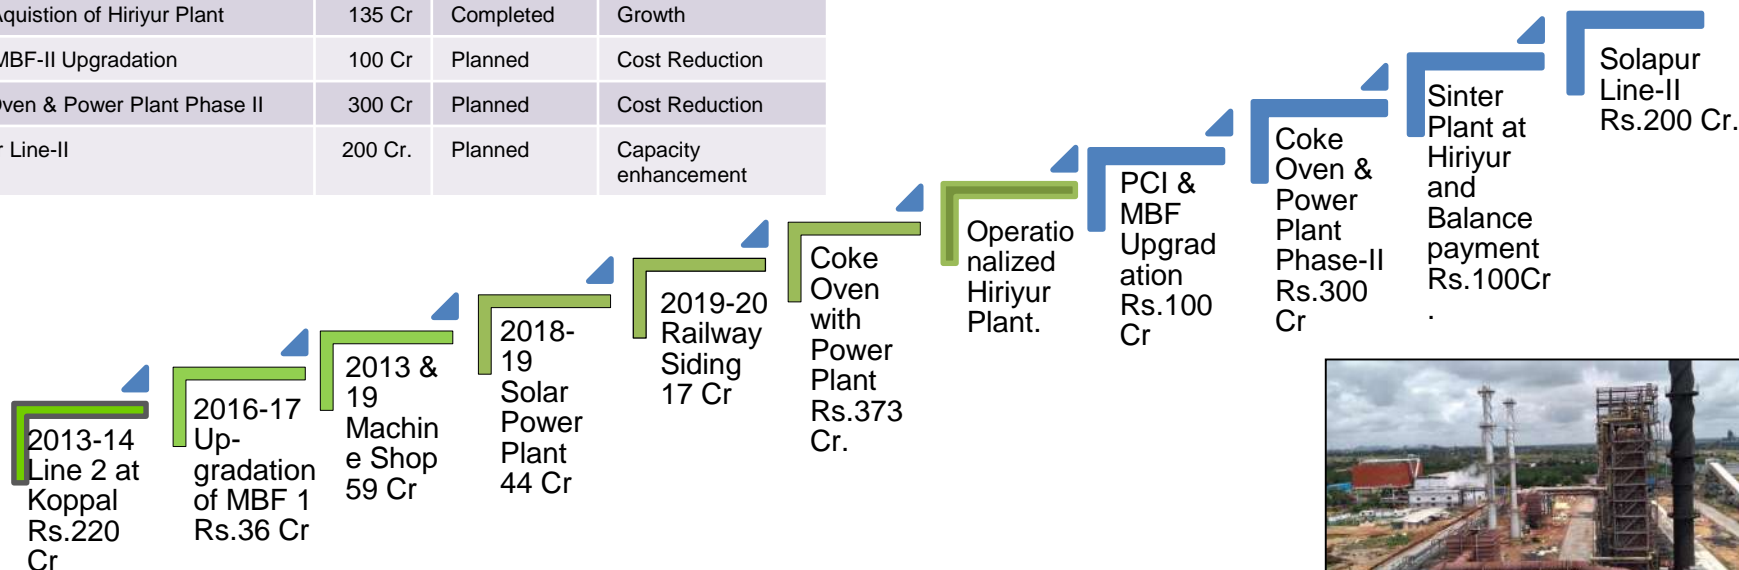 Aquistion of Hiriyur Plant 135 Cr Completed Growth
MBF-II Upgradation 100 Cr Planned Cost Reduction
Oven & Power Plant Phase II 300 Cr Planned Cost Reduction
r Line-II 200 Cr. Planned Capacity
enhancement
2013-14
Line 2 at
Koppal
Rs.220
Cr
2016-17
Up-
gradation
of MBF 1
Rs.36 Cr
2013 &
19
Machin
e Shop
59 Cr
2018-
19
Solar
Power
Plant
44 Cr
2019-20
Railway
Siding
17 Cr
Coke
Oven
with
Power
Plant
Rs.373
Cr.
Operatio
nalized
Hiriyur
Plant.
PCI &
MBF
Upgrad
ation
Rs.100
Cr
Coke
Oven &
Power
Plant
Phase-II
Rs.300
Cr
Sinter
Plant at
Hiriyur
and
Balance
payment
Rs.100Cr
.
Solapur
Line-II
Rs.200 Cr.